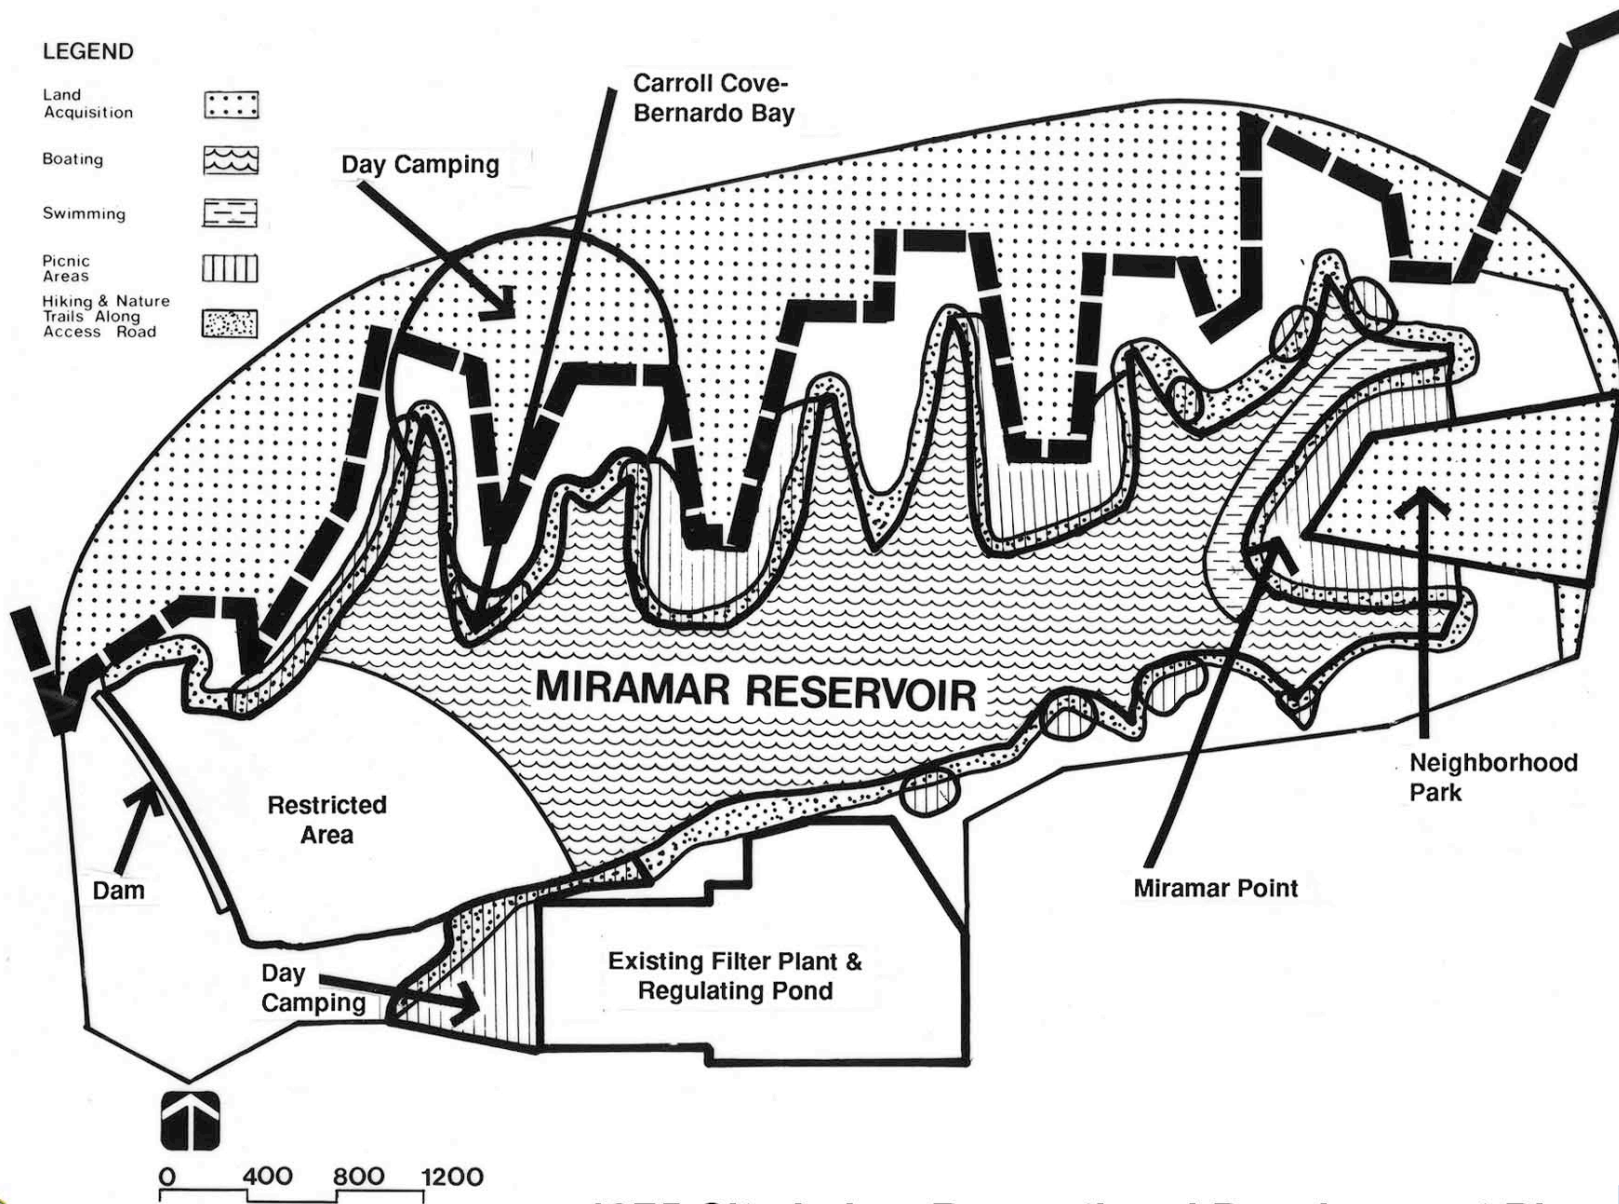 LEGEND
Land
Acquisition
Boating
Swimming
Picnic
Areas
Hiking & Nature
Trails Along
Access Road
Carroll Cove-
Bernardo Bay
Day Camping
MIRAMAR RESERVOIR
Restricted
Area
Dam
Neighborhood
Park
Miramar Point
Day
Camping
Existing Filter Plant &
Regulating Pond
0 400 800 1200